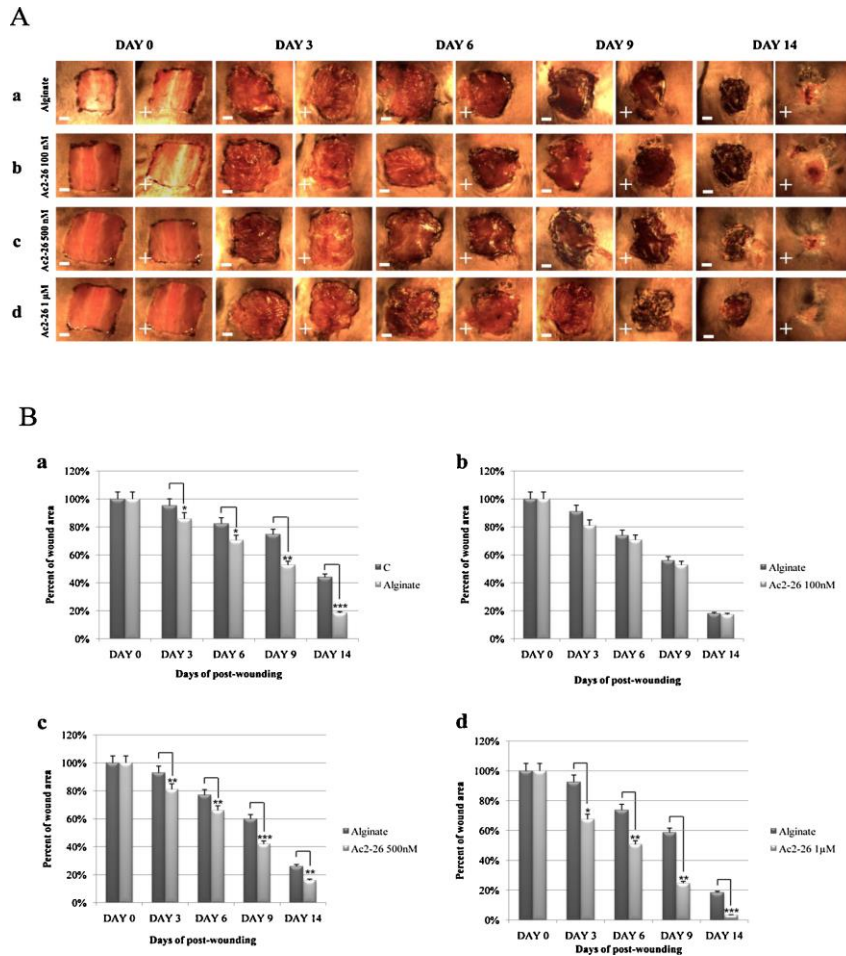 A
DAY 0 DAY 3 DAY 6 DAY 9 DAY 14
a Alginate
b Ac2-26 100 nM
c Ac2-26 500 nM
d Ac2-26 1 µM
B
a
120%
100%
80%
60%
40%
20%
0%
Percent of wound area
* * ** ***
C
Alginate
DAY 0 DAY 3 DAY 6 DAY 9 DAY 14
Days of post-wounding
b
120%
100%
80%
60%
40%
20%
0%
Percent of wound area
Alginate
Ac2-26 100nM
DAY 0 DAY 3 DAY 6 DAY 9 DAY 14
Days of post-wounding
c
120%
100%
80%
60%
40%
20%
0%
Percent of wound area
** ** *** **
Alginate
Ac2-26 500nM
DAY 0 DAY 3 DAY 6 DAY 9 DAY 14
Days of post-wounding
d
120%
100%
80%
60%
40%
20%
0%
Percent of wound area
* ** ** ***
Alginate
Ac2-26 1µM
DAY 0 DAY 3 DAY 6 DAY 9 DAY 14
Days of post-wounding